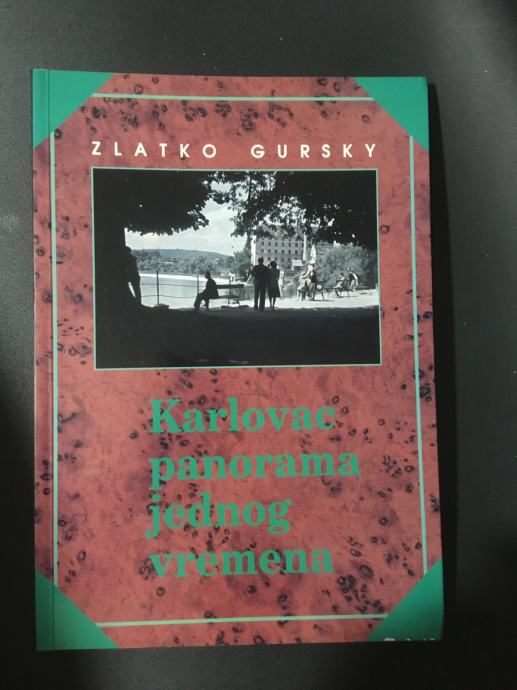 ZLATKO GURSKY
Karlovac
panorama
jednog
vremena